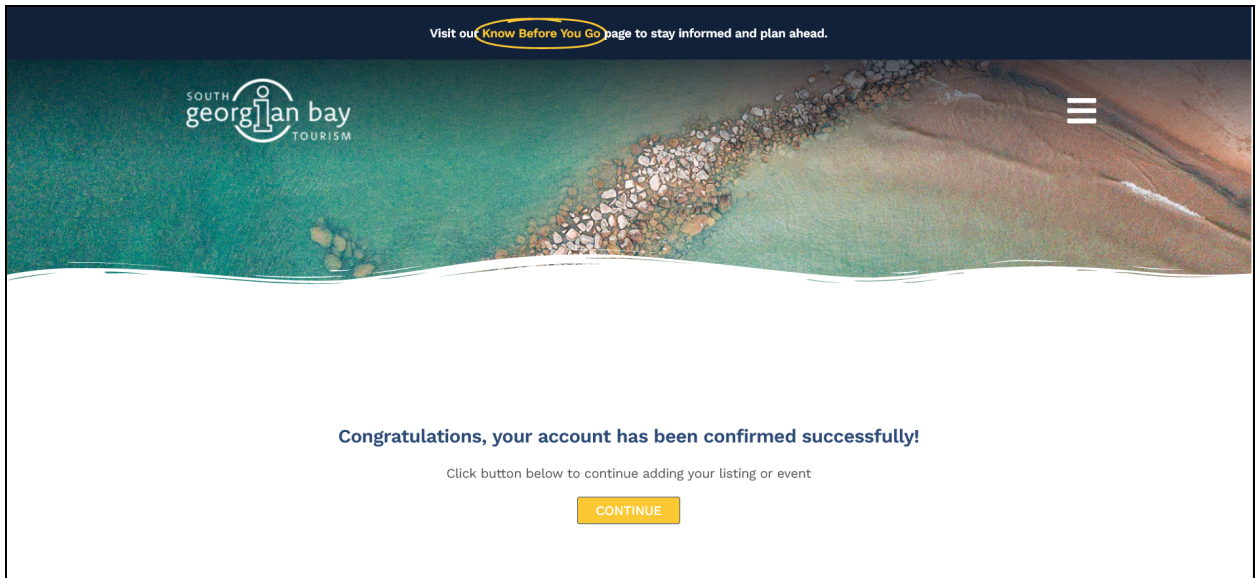 Visit our Know Before You Go page to stay informed and plan ahead.
SOUTH
georgian bay
TOURISM
Congratulations, your account has been confirmed successfully!
Click button below to continue adding your listing or event
CONTINUE